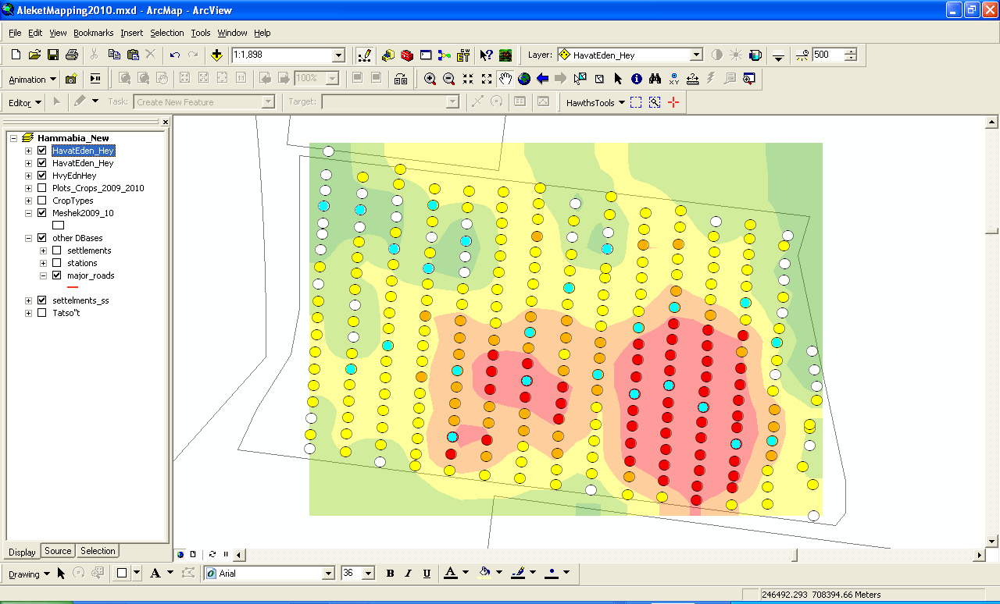 AleketMapping2010.mxd - ArcMap - ArcView
File Edit View Bookmarks Insert Selection Tools Window Help
1:1,898 Layer: HavatEden_Hey 500
Animation 100%
Editor Task: Create New Feature Target: HawthsTools
Hammabia_New
HavatEden_Hey
HavatEden_Hey
HvyEdnHey
Plots_Crops_2009_2010
CropTypes
Meshek2009_10
other DBases
settlements
stations
major_roads
settelments_ss
Tatso"t
Display Source Selection
Drawing A Arial 36 B I U A
246492.293 708394.66 Meters